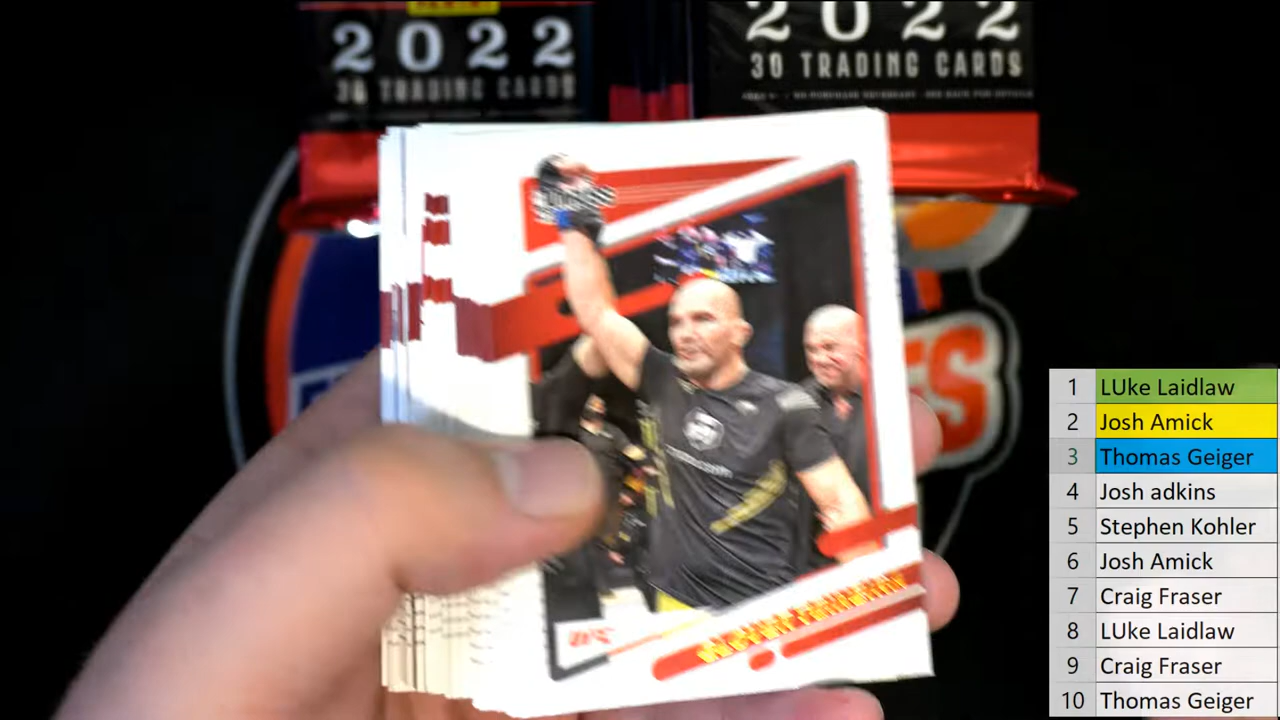 PANINI
2022
30 TRADING CARDS
2022
30 TRADING CARDS
UFC
1 LUke Laidlaw
2 Josh Amick
3 Thomas Geiger
4 Josh adkins
5 Stephen Kohler
6 Josh Amick
7 Craig Fraser
8 LUke Laidlaw
9 Craig Fraser
10 Thomas Geiger